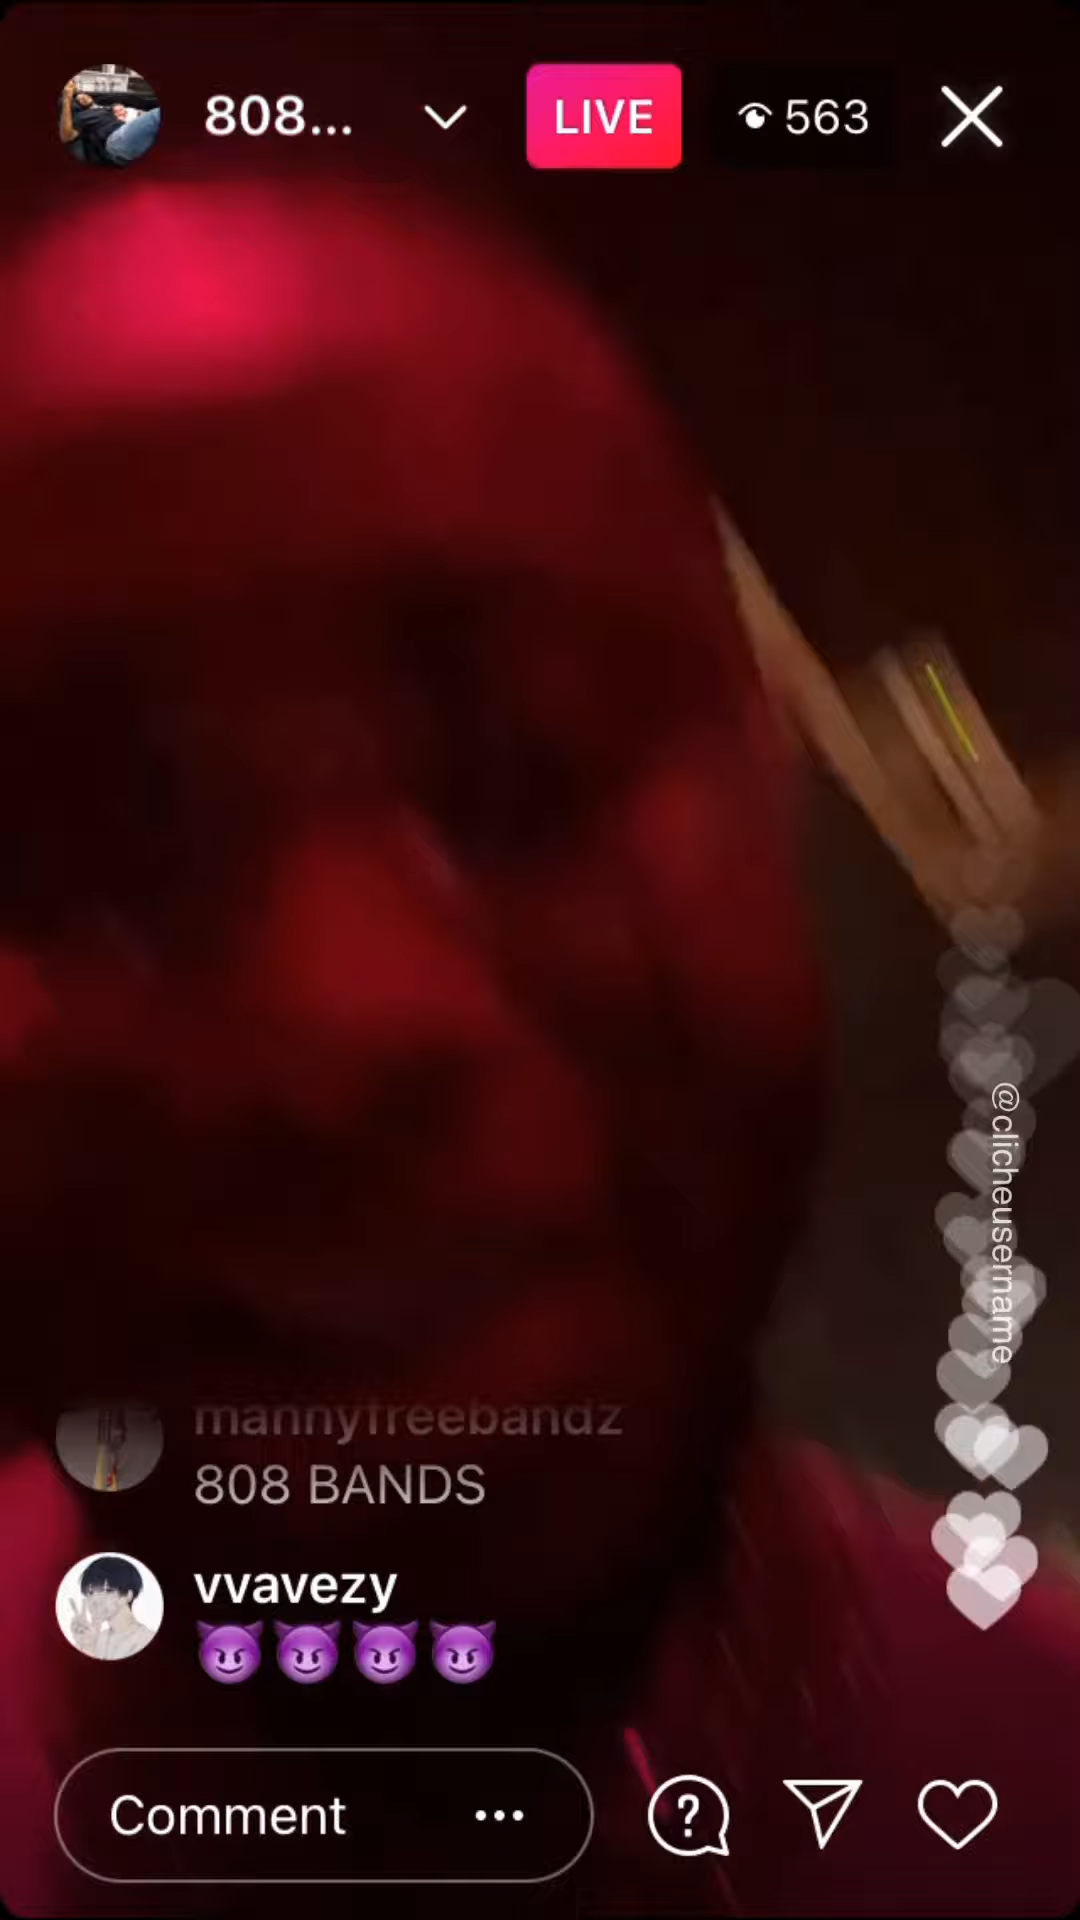 808...
LIVE
563
@clicheusername
mannyfreebandz
808 BANDS
vvavezy
😈😈😈😈
Comment